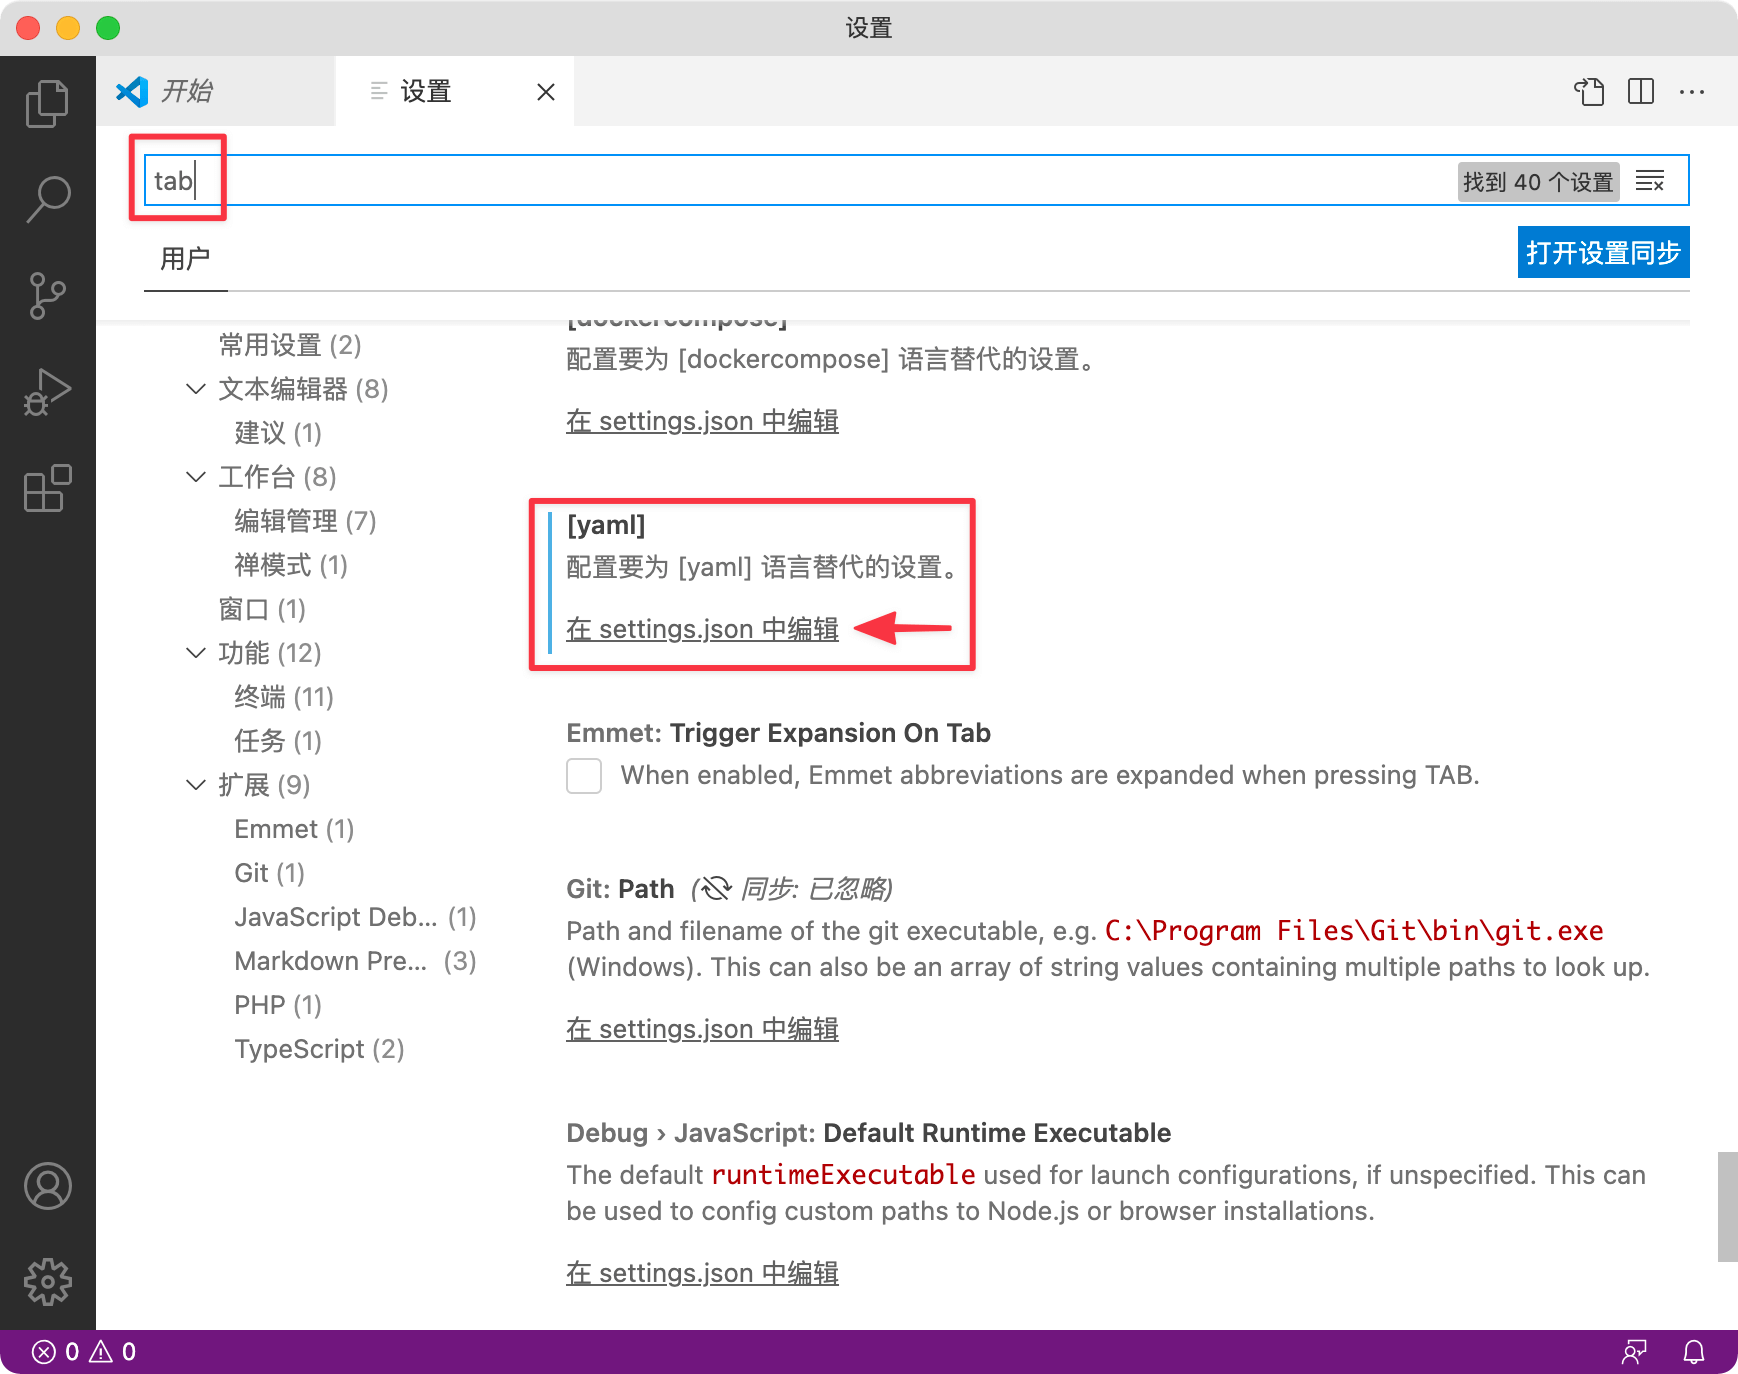 设置
开始
设置
tab
找到 40 个设置
用户
打开设置同步
常用设置 (2)
文本编辑器 (8)
建议 (1)
工作台 (8)
编辑管理 (7)
禅模式 (1)
窗口 (1)
功能 (12)
终端 (11)
任务 (1)
扩展 (9)
Emmet (1)
Git (1)
JavaScript Deb... (1)
Markdown Pre... (3)
PHP (1)
TypeScript (2)
[dockercompose]
配置要为 [dockercompose] 语言替代的设置。
在 settings.json 中编辑
[yaml]
配置要为 [yaml] 语言替代的设置。
在 settings.json 中编辑
Emmet: Trigger Expansion On Tab
When enabled, Emmet abbreviations are expanded when pressing TAB.
Git: Path (同步: 已忽略)
Path and filename of the git executable, e.g. C:\Program Files\Git\bin\git.exe
(Windows). This can also be an array of string values containing multiple paths to look up.
在 settings.json 中编辑
Debug › JavaScript: Default Runtime Executable
The default runtimeExecutable used for launch configurations, if unspecified. This can
be used to config custom paths to Node.js or browser installations.
在 settings.json 中编辑
0 0